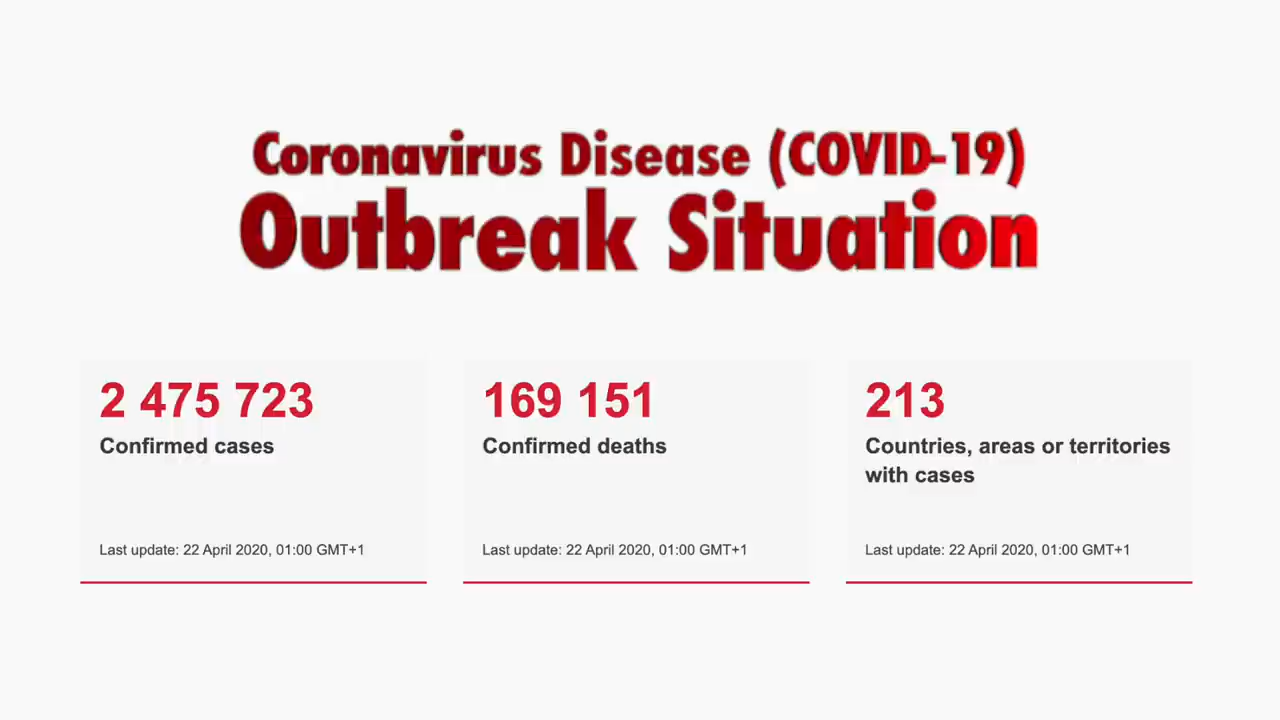 Coronavirus Disease (COVID-19)
Outbreak Situation
2 475 723
Confirmed cases
Last update: 22 April 2020, 01:00 GMT+1
169 151
Confirmed deaths
Last update: 22 April 2020, 01:00 GMT+1
213
Countries, areas or territories
with cases
Last update: 22 April 2020, 01:00 GMT+1